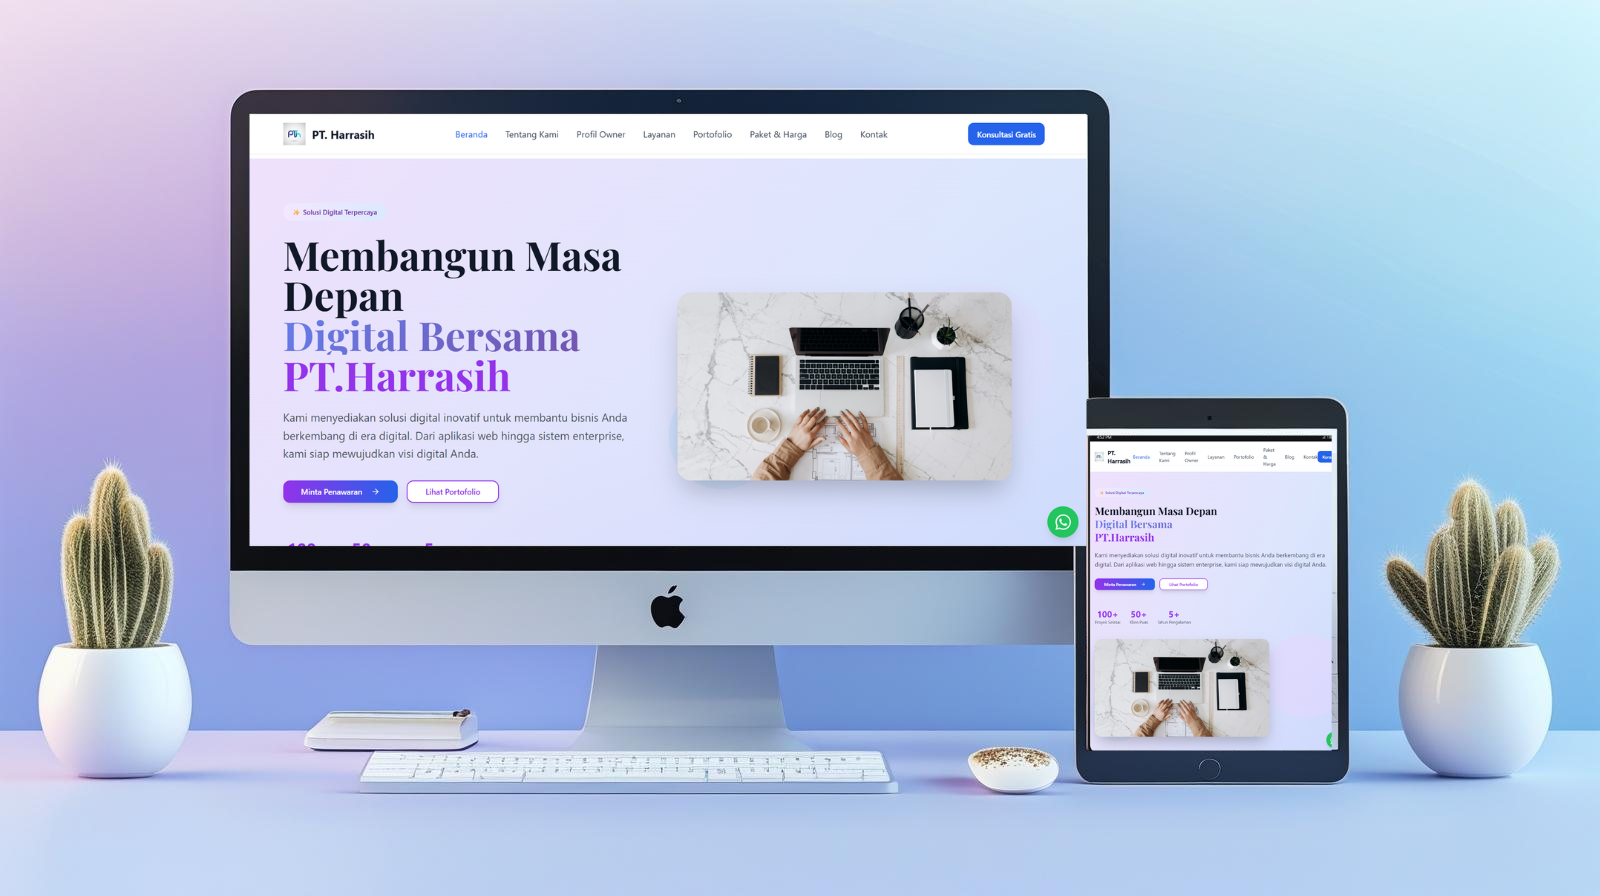 PT. Harrasih
Beranda Tentang Kami Profil Owner Layanan Portofolio Paket & Harga Blog Kontak
Konsultasi Gratis
Solusi Digital Terpercaya
Membangun Masa
Depan
Digital Bersama
PT.Harrasih
Kami menyediakan solusi digital inovatif untuk membantu bisnis Anda
berkembang di era digital. Dari aplikasi web hingga sistem enterprise,
kami siap mewujudkan visi digital Anda.
Minta Penawaran →
Lihat Portofolio
4:52 PM
PT.
Harrasih
Beranda
Tentang
Kami
Profil
Owner
Layanan
Portofolio
Paket
&
Harga
Blog
Kontak
Solusi Digital Terpercaya
Membangun Masa Depan
Digital Bersama
PT.Harrasih
Kami menyediakan solusi digital inovatif untuk membantu bisnis Anda berkembang di era
digital. Dari aplikasi web hingga sistem enterprise, kami siap mewujudkan visi digital Anda.
Minta Penawaran →
Lihat Portofolio
100+ 50+ 5+